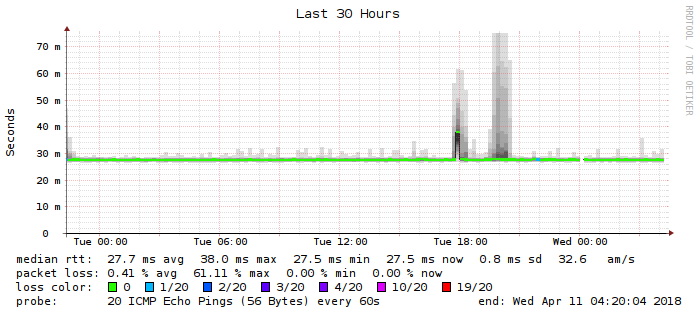 Last 30 Hours
RRDTOOL / TOBI OETIKER
Seconds
70 m
60 m
50 m
40 m
30 m
20 m
10 m
0
Tue 00:00 Tue 06:00 Tue 12:00 Tue 18:00 Wed 00:00
median rtt: 27.7 ms avg 38.0 ms max 27.5 ms min 27.5 ms now 0.8 ms sd 32.6 am/s
packet loss: 0.41 % avg 61.11 % max 0.00 % min 0.00 % now
loss color: 0 1/20 2/20 3/20 4/20 10/20 19/20
probe: 20 ICMP Echo Pings (56 Bytes) every 60s end: Wed Apr 11 04:20:04 2018